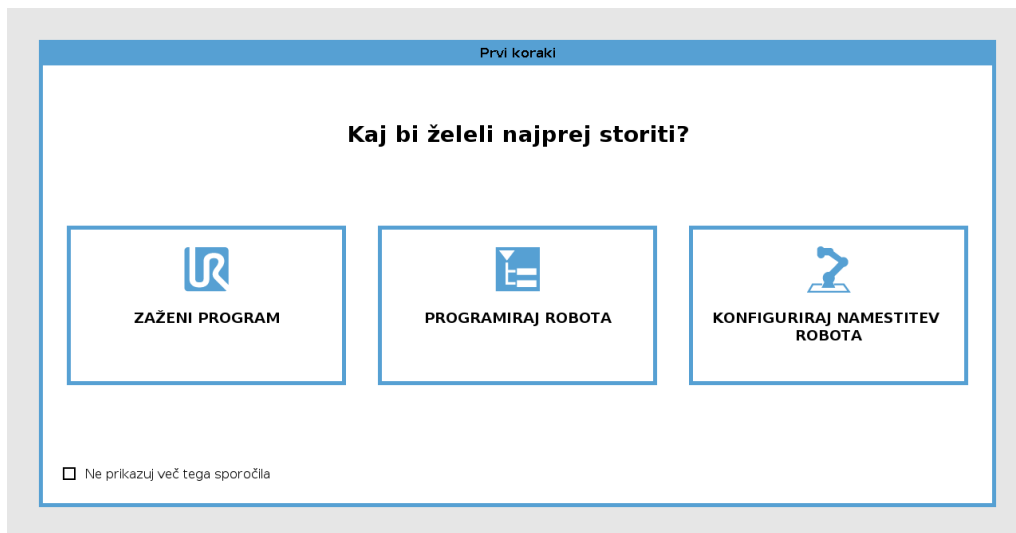 Prvi koraki
Kaj bi želeli najprej storiti?
ZAŽENI PROGRAM
PROGRAMIRAJ ROBOTA
KONFIGURIRAJ NAMESTITEV
ROBOTA
Ne prikazuj več tega sporočila